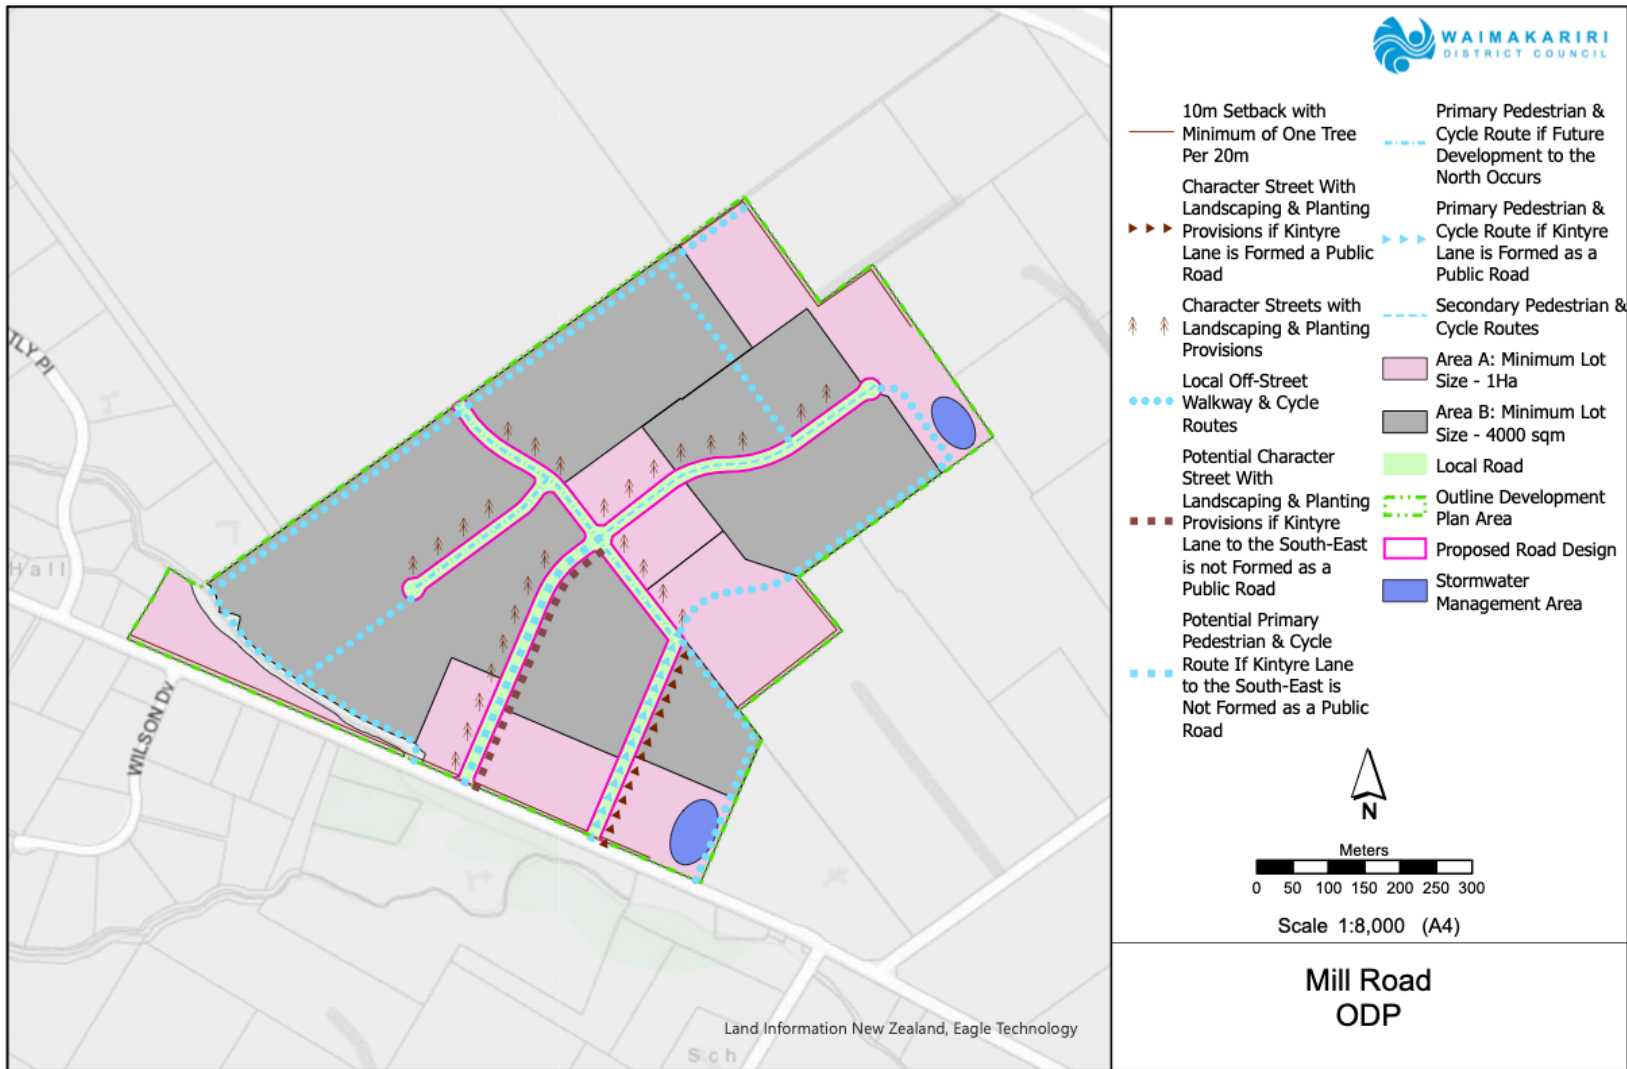 WAIMAKARIRI
DISTRICT COUNCIL
10m Setback with
Minimum of One Tree
Per 20m
Character Street With
Landscaping & Planting
Provisions if Kintyre
Lane is Formed a Public
Road
Character Streets with
Landscaping & Planting
Provisions
Local Off-Street
Walkway & Cycle
Routes
Potential Character
Street With
Landscaping & Planting
Provisions if Kintyre
Lane to the South-East
is not Formed as a
Public Road
Potential Primary
Pedestrian & Cycle
Route If Kintyre Lane
to the South-East is
Not Formed as a Public
Road
Primary Pedestrian &
Cycle Route if Future
Development to the
North Occurs
Primary Pedestrian &
Cycle Route if Kintyre
Lane is Formed as a
Public Road
Secondary Pedestrian &
Cycle Routes
Area A: Minimum Lot
Size - 1Ha
Area B: Minimum Lot
Size - 4000 sqm
Local Road
Outline Development
Plan Area
Proposed Road Design
Stormwater
Management Area
N
Meters
0 50 100 150 200 250 300
Scale 1:8,000 (A4)
Mill Road
ODP
TLY Pl
Hall
WILSON Dv
Sch
Land Information New Zealand, Eagle Technology